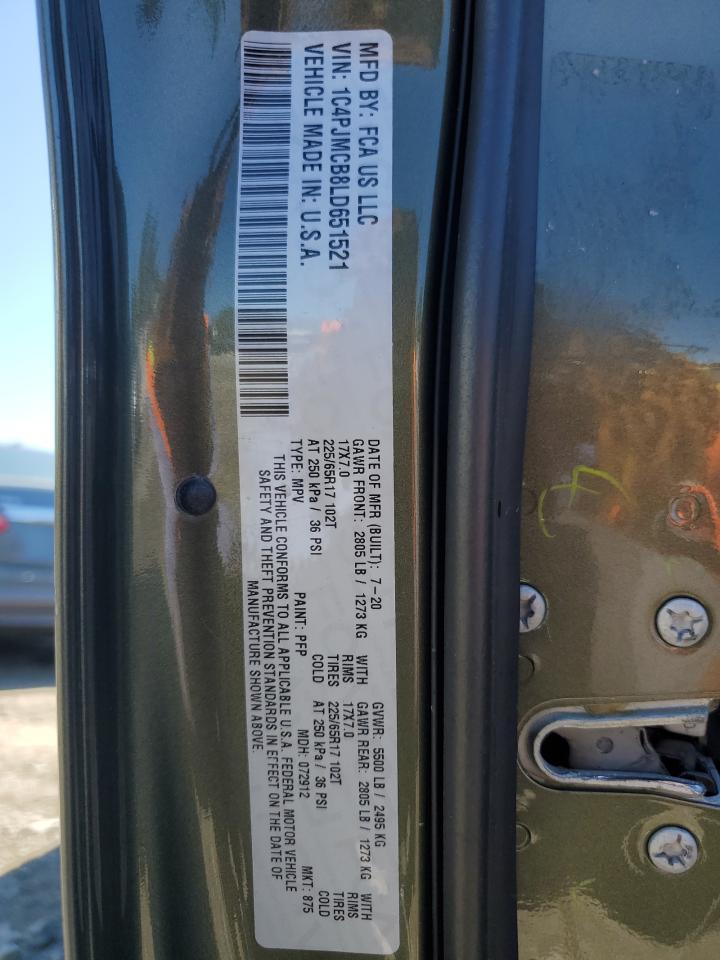 MFD BY: FCA US LLC
VIN: 1C4PJMCB8LD651521
VEHICLE MADE IN: U.S.A.
DATE OF MFR (BUILT): 7-20 GVWR: 5500 LB / 2495 KG
GAWR FRONT: 2805 LB / 1273 KG WITH GAWR REAR: 2805 LB / 1273 KG WITH
17X7.0 RIMS 17X7.0 RIMS
225/65R17 102T TIRES 225/65R17 102T TIRES
AT 250 kPa / 36 PSI COLD AT 250 kPa / 36 PSI COLD
TYPE: MPV PAINT: PFP MDH: 072912 MKT: 875
THIS VEHICLE CONFORMS TO ALL APPLICABLE U.S.A. FEDERAL MOTOR VEHICLE
SAFETY AND THEFT PREVENTION STANDARDS IN EFFECT ON THE DATE OF
MANUFACTURE SHOWN ABOVE.